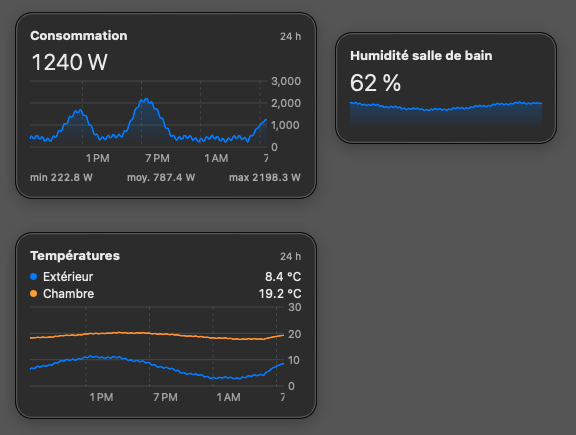 Consommation 24 h
1240 W
3,000
2,000
1,000
0
1 PM 7 PM 1 AM 7
min 222.8 W moy. 787.4 W max 2198.3 W
Humidité salle de bain
62 %
Températures 24 h
Extérieur 8.4 °C
Chambre 19.2 °C
30
20
10
0
1 PM 7 PM 1 AM 7